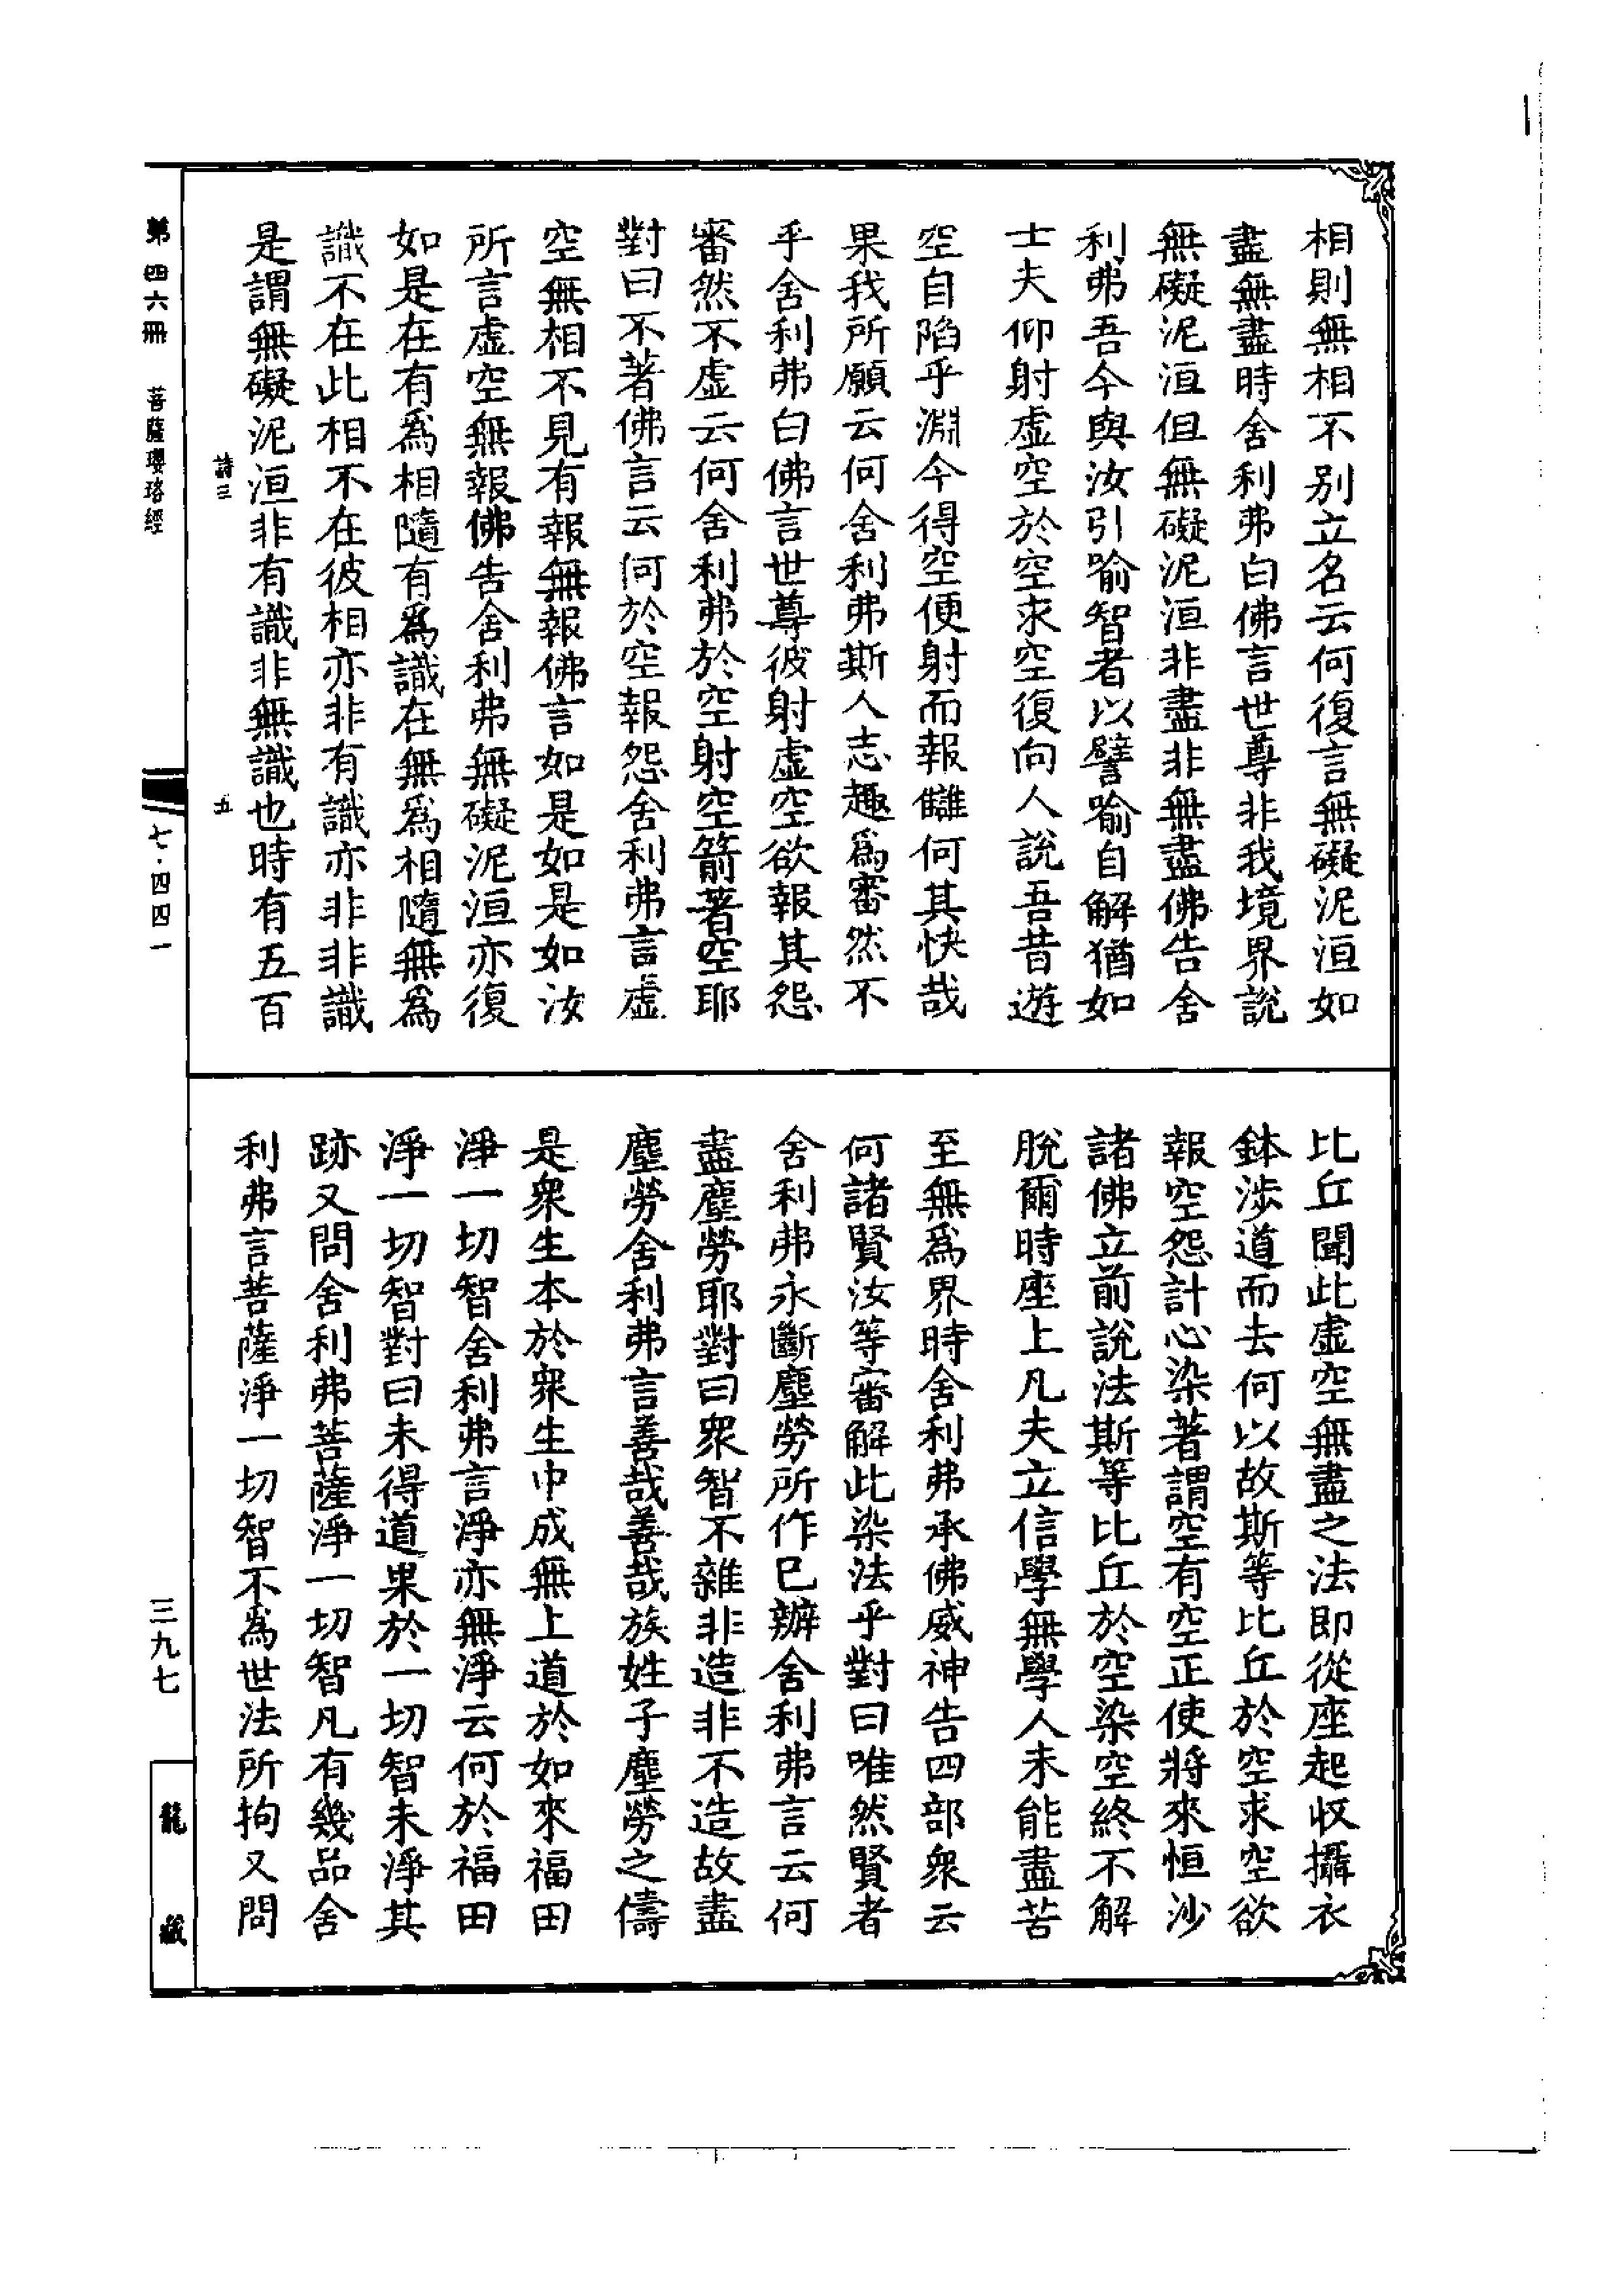 相則無相不別立名云何復言無礙泥洹如
盡無盡時舍利弗白佛言世尊非我境界說
無礙泥洹但無礙泥洹非盡非無盡佛告舍
利弗吾今與汝引喻智者以譬喻自解猶如
士夫仰射虛空於空求空復向人說吾昔遊
空自陷乎淵今得空便射而報讎何其快哉
果我所願云何舍利弗斯人志趣爲審然不
乎舍利弗白佛言世尊彼射虛空欲報其怨
審然不虛云何舍利弗於空射空箭著空耶
對曰不著佛言云何於空報怨舍利弗言虛
空無相不見有報無報佛言如是如是如汝
所言虛空無報佛告舍利弗無礙泥洹亦復
如是在有爲相隨有爲識在無爲相隨無爲
識不在此相不在彼相亦非有識亦非非識
是謂無礙泥洹非有識非無識也時有五百
比丘聞此虛空無盡之法即從座起收攝衣
鉢涉道而去何以故斯等比丘於空求空欲
報空怨計心染著謂空有空正使將來恒沙
諸佛立前說法斯等比丘於空染空終不解
脫爾時座上凡夫立信學無學人未能盡苦
至無爲界時舍利弗承佛威神告四部衆云
何諸賢汝等審解此染法乎對曰唯然賢者
舍利弗永斷塵勞所作已辦舍利弗言云何
盡塵勞耶對曰衆智不雜非造非不造故盡
塵勞舍利弗言善哉善哉族姓子塵勞之儔
是衆生本於衆生中成無上道於如來福田
淨一切智舍利弗言淨亦無淨云何於福田
淨一切智對曰未得道果於一切智未淨其
跡又問舍利弗菩薩淨一切智凡有幾品舍
利弗言菩薩淨一切智不爲世法所拘又問
詩三
五
第四六冊
菩薩瓔珞經
七·四四一
三九七
龍藏